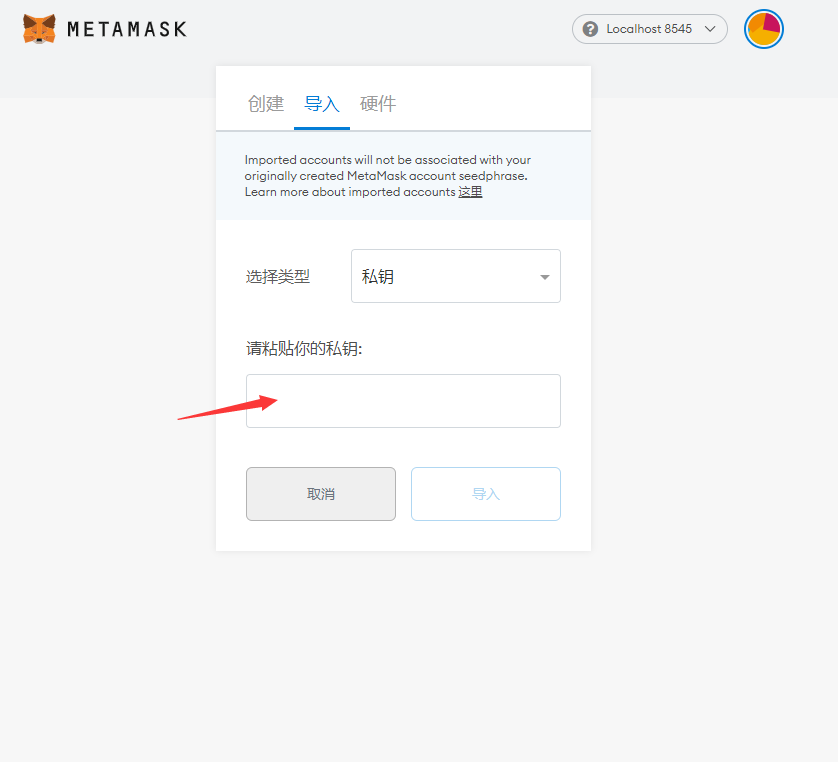 METAMASK
Localhost 8545
创建 导入 硬件
Imported accounts will not be associated with your
originally created MetaMask account seedphrase.
Learn more about imported accounts 这里
选择类型
私钥
请粘贴你的私钥:
取消
导入